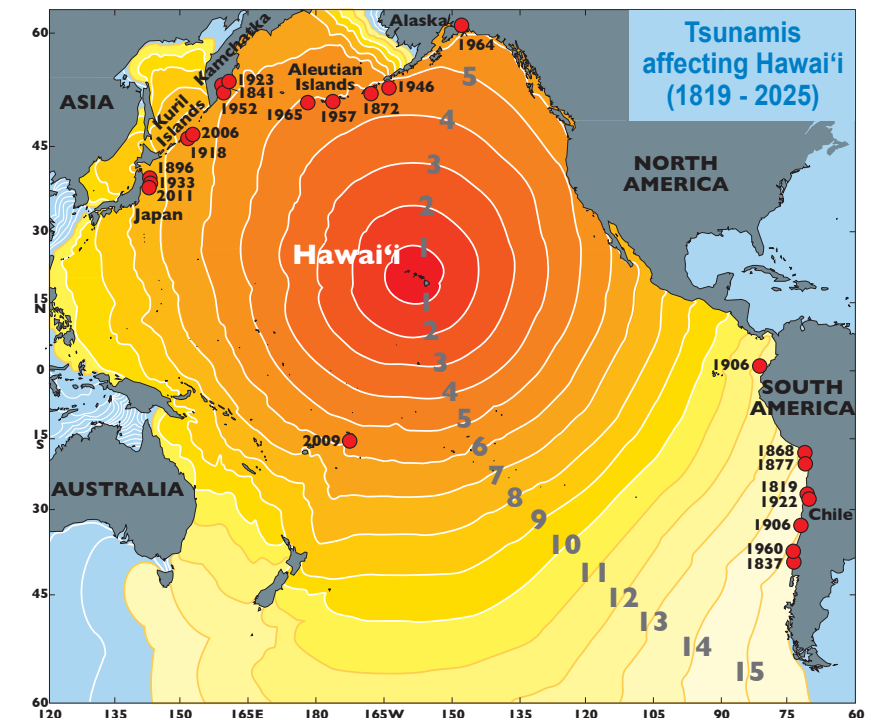 Tsunamis
affecting Hawai‘i
(1819 - 2025)
60
45
30
15
N
0
15
S
30
45
60
120
135
150
165E
180
165W
150
135
120
105
90
75
60
ASIA
Kamchatka
1923
1841
1952
Kuril
Islands
2006
1918
1896
1933
2011
Japan
Aleutian
Islands
1965
1957
1872
1946
Alaska
1964
NORTH
AMERICA
Hawai‘i
5
4
3
2
1
1
2
3
4
5
6
7
8
9
10
11
12
13
14
15
2009
AUSTRALIA
1906
SOUTH
AMERICA
1868
1877
1819
1922
Chile
1906
1960
1837